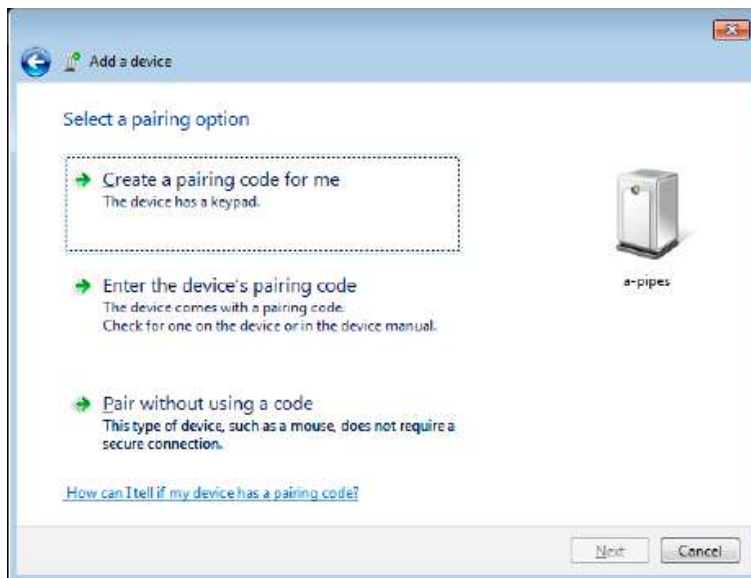 Add a device
Select a pairing option
Create a pairing code for me
The device has a keypad.
a-pipes
Enter the device's pairing code
The device comes with a pairing code.
Check for one on the device or in the device manual.
Pair without using a code
This type of device, such as a mouse, does not require a
secure connection.
How can I tell if my device has a pairing code?
Next
Cancel